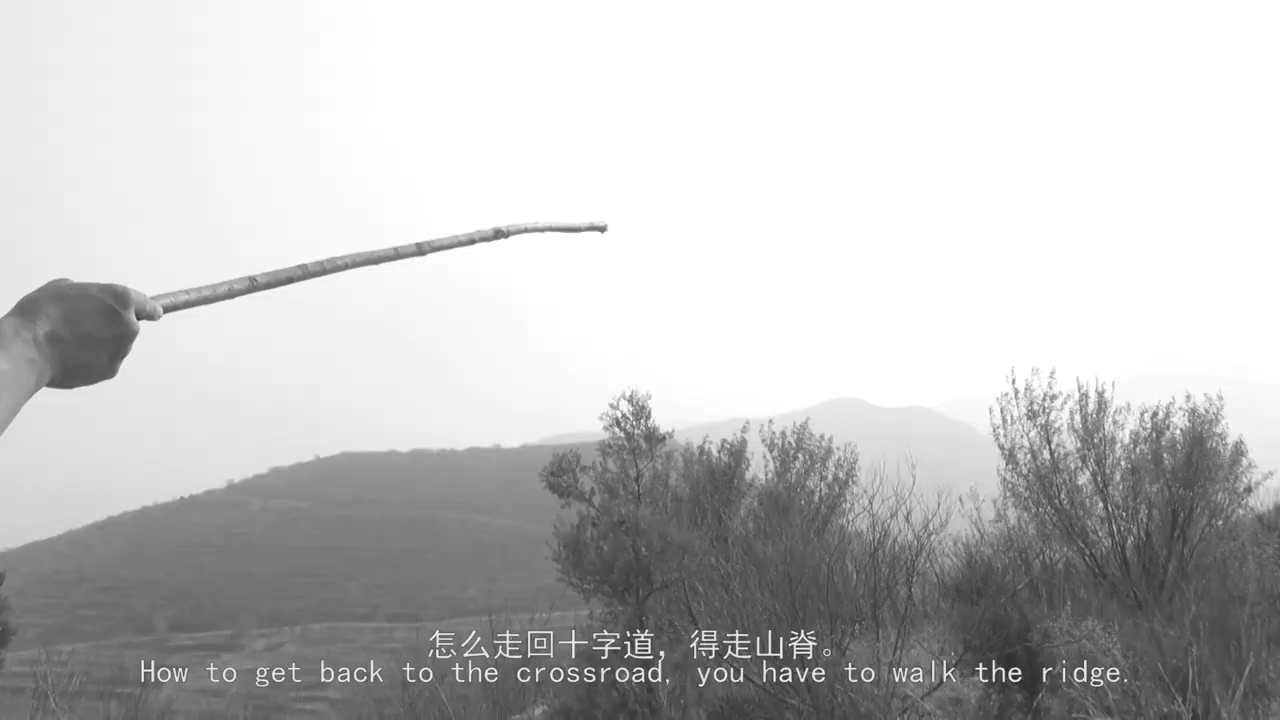 怎么走回十字道，得走山脊。
How to get back to the crossroad, you have to walk the ridge.